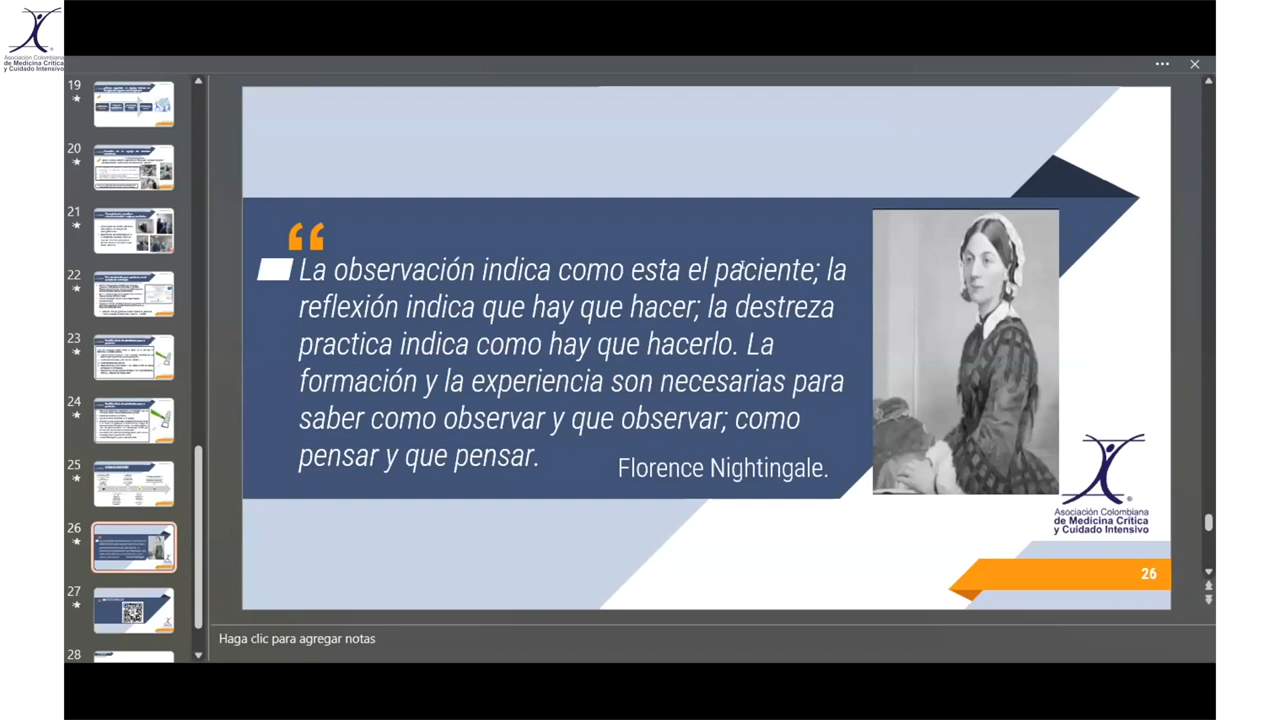 Asociación Colombiana
de Medicina Crítica
y Cuidado Intensivo
19
20
21
22
23
24
25
26
27
28
“
La observación indica como esta el paciente; la
reflexión indica que hay que hacer; la destreza
practica indica como hay que hacerlo. La
formación y la experiencia son necesarias para
saber como observar y que observar; como
pensar y que pensar.
Florence Nightingale.
Asociación Colombiana
de Medicina Crítica
y Cuidado Intensivo
26
Haga clic para agregar notas